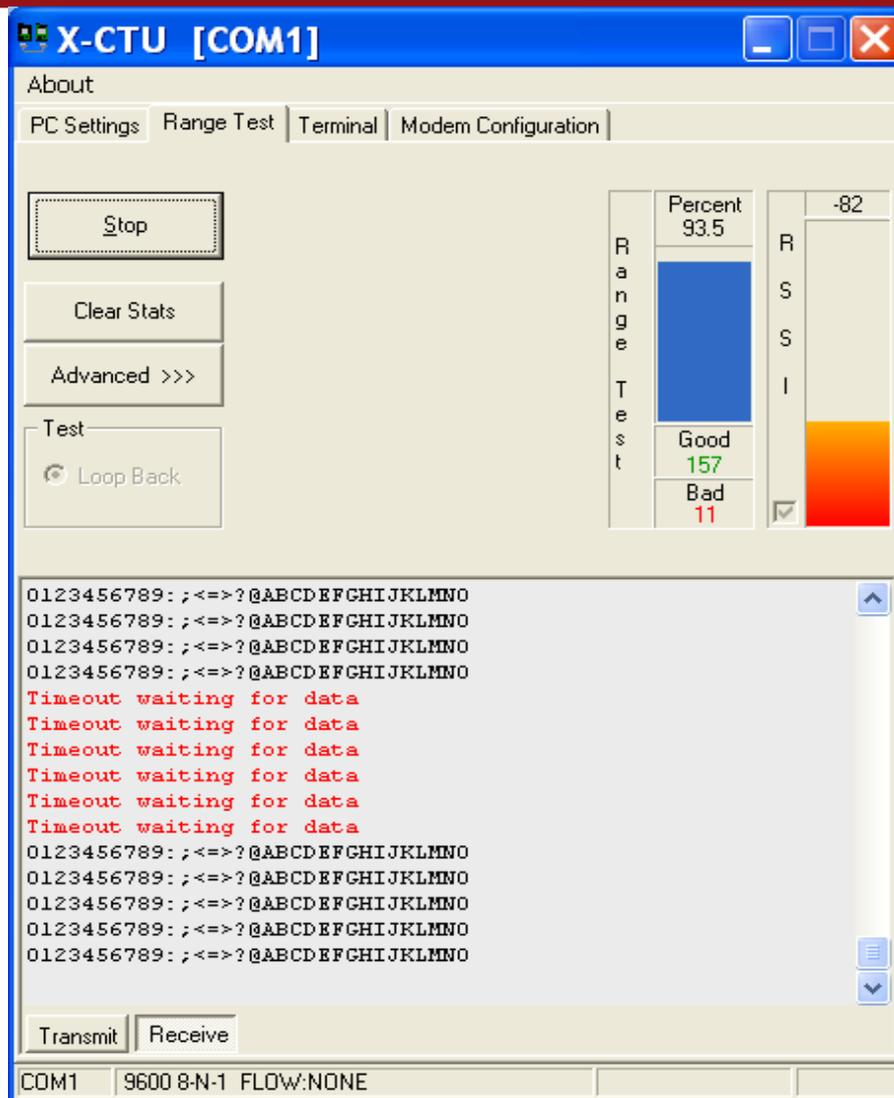 X-CTU [COM1]
About
PC Settings Range Test Terminal Modem Configuration
Stop
Clear Stats
Advanced >>>
Test
Loop Back
Range Test
Percent
93.5
Good
157
Bad
11
RSSI
-82
0123456789:;<=>?@ABCDEFGHIJKLMNO
0123456789:;<=>?@ABCDEFGHIJKLMNO
0123456789:;<=>?@ABCDEFGHIJKLMNO
0123456789:;<=>?@ABCDEFGHIJKLMNO
Timeout waiting for data
Timeout waiting for data
Timeout waiting for data
Timeout waiting for data
Timeout waiting for data
Timeout waiting for data
0123456789:;<=>?@ABCDEFGHIJKLMNO
0123456789:;<=>?@ABCDEFGHIJKLMNO
0123456789:;<=>?@ABCDEFGHIJKLMNO
0123456789:;<=>?@ABCDEFGHIJKLMNO
0123456789:;<=>?@ABCDEFGHIJKLMNO
Transmit Receive
COM1 9600 8-N-1 FLOW:NONE